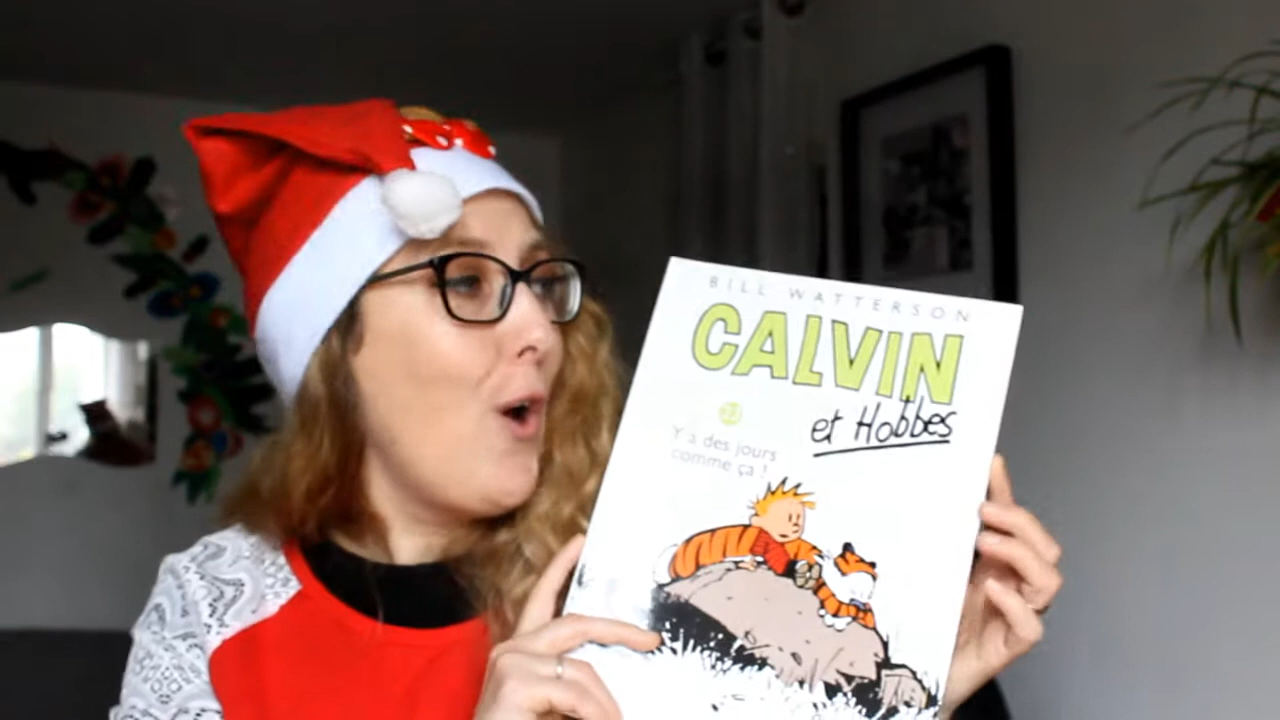 BILL WATTERSON
CALVIN
et Hobbes
Y'a des jours
comme ça !